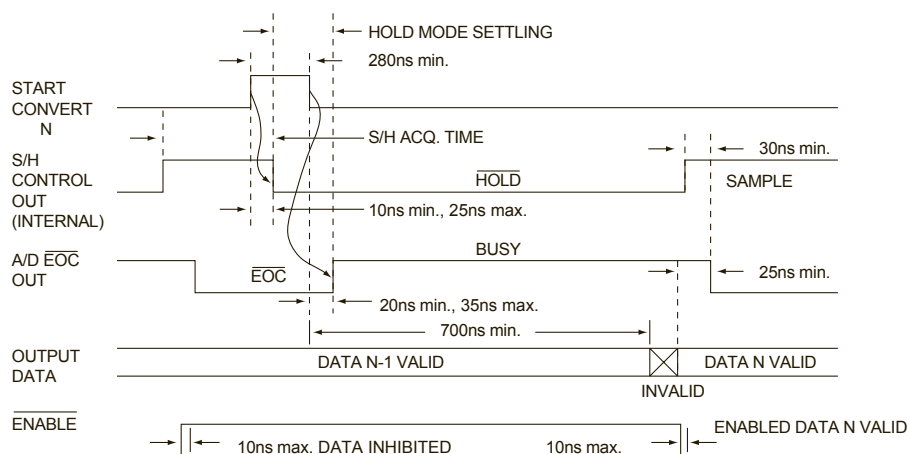 HOLD MODE SETTLING
280ns min.
START
CONVERT
N
S/H ACQ. TIME
30ns min.
S/H
CONTROL
OUT
(INTERNAL)
HOLD
SAMPLE
10ns min., 25ns max.
A/D EOC
OUT
EOC
BUSY
25ns min.
20ns min., 35ns max.
700ns min.
OUTPUT
DATA
DATA N-1 VALID
DATA N VALID
INVALID
ENABLE
ENABLED DATA N VALID
10ns max. DATA INHIBITED
10ns max.